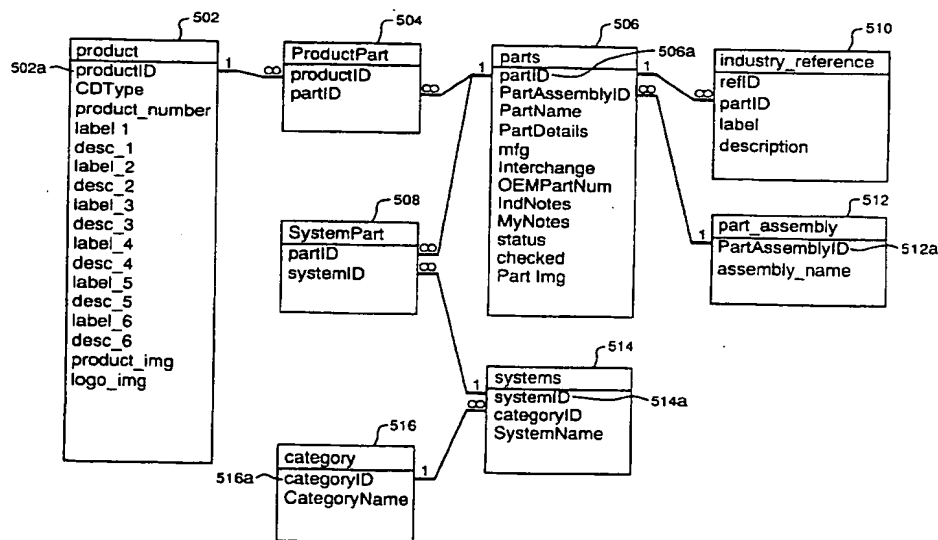 502
product
502a
productID
CDType
product_number
label 1
desc_1
label_2
desc_2
label_3
desc_3
label_4
desc_4
label_5
desc_5
label_6
desc_6
product_img
logo_img
1
∞
504
ProductPart
productID
partID
∞
1
506
506a
parts
partID
PartAssemblyID
PartName
PartDetails
mfg
Interchange
OEMPartNum
IndNotes
MyNotes
status
checked
Part Img
1
∞
∞
510
industry_reference
refID
partID
label
description
508
SystemPart
partID
systemID
∞
∞
512
part_assembly
PartAssemblyID
512a
assembly_name
1
514
systems
systemID
514a
categoryID
SystemName
1
∞
516
category
516a
categoryID
CategoryName
1